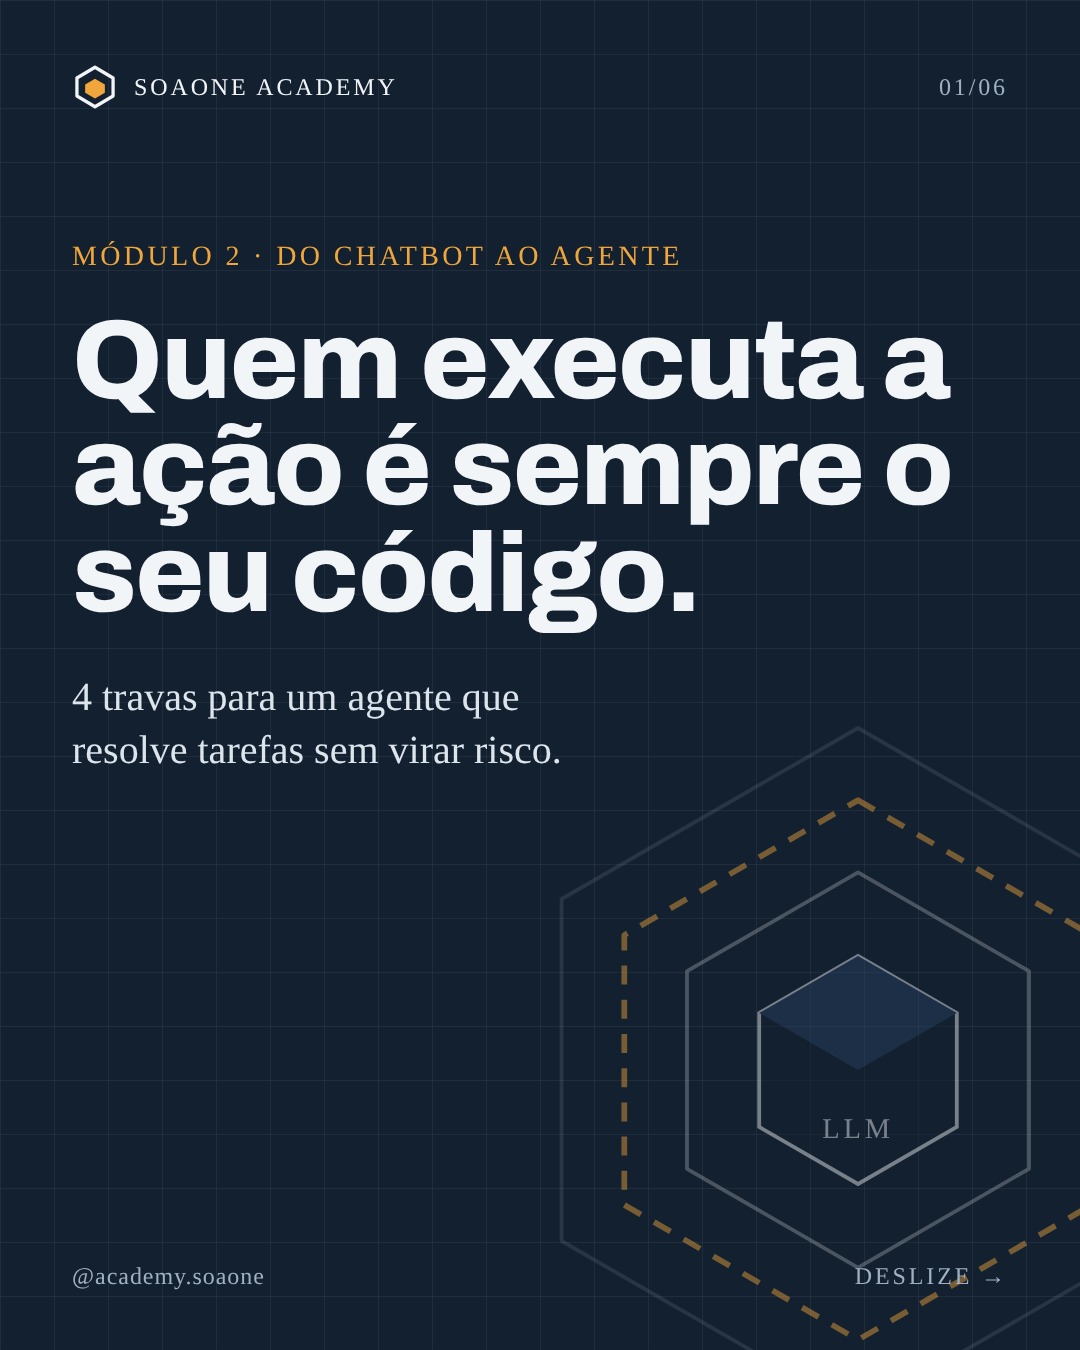 SOAONE ACADEMY
01/06
MÓDULO 2 · DO CHATBOT AO AGENTE
Quem executa a
ação é sempre o
seu código.
4 travas para um agente que
resolve tarefas sem virar risco.
LLM
@academy.soaone
DESLIZE →